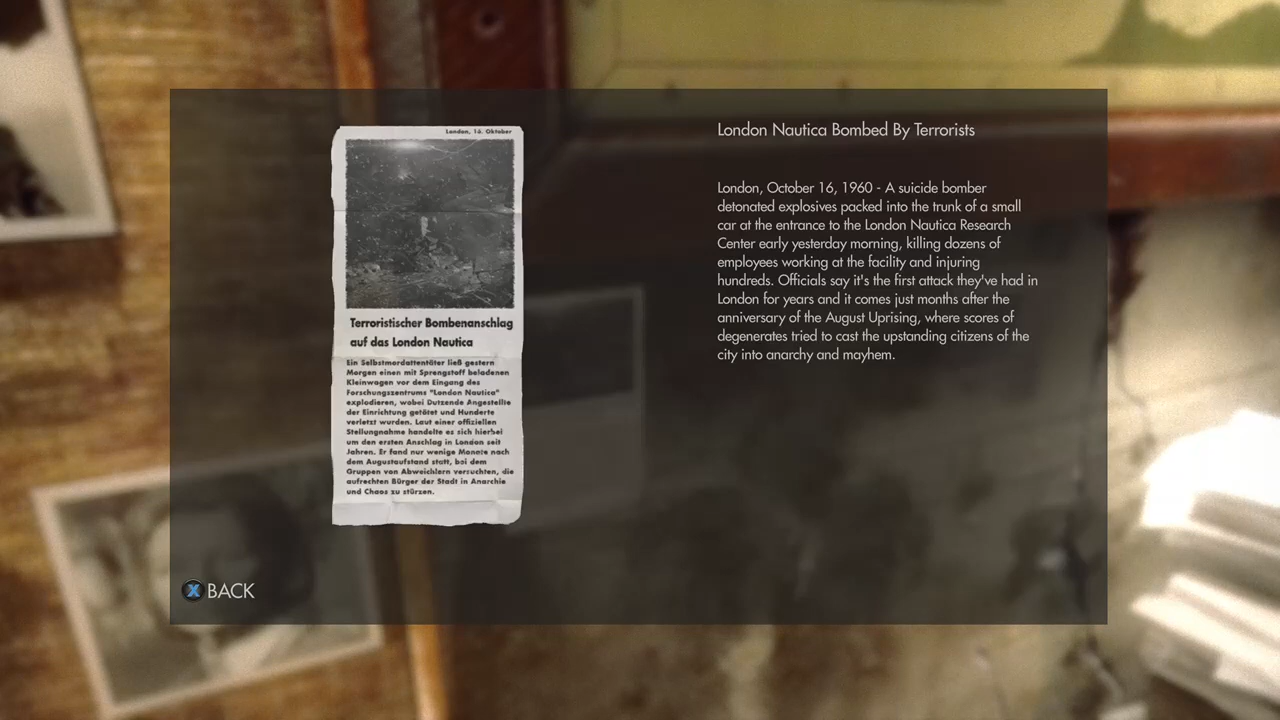 London, 16. Oktober
Terroristischer Bombenanschlag
auf das London Nautica
Ein Selbstmordattentäter ließ gestern
Morgen einen mit Sprengstoff beladenen
Kleinwagen vor dem Eingang des
Forschungszentrums "London Nautica"
explodieren, wobei Dutzende Angestellte
der Einrichtung getötet und Hunderte
verletzt wurden. Laut einer offiziellen
Stellungnahme handelte es sich hierbei
um den ersten Anschlag in London seit
Jahren. Er fand nur wenige Monate nach
dem Augustaufstand statt, bei dem
Gruppen von Abweichlern versuchten, die
aufrechten Bürger der Stadt in Anarchie
und Chaos zu stürzen.
London Nautica Bombed By Terrorists
London, October 16, 1960 - A suicide bomber
detonated explosives packed into the trunk of a small
car at the entrance to the London Nautica Research
Center early yesterday morning, killing dozens of
employees working at the facility and injuring
hundreds. Officials say it's the first attack they've had in
London for years and it comes just months after the
anniversary of the August Uprising, where scores of
degenerates tried to cast the upstanding citizens of the
city into anarchy and mayhem.
X BACK